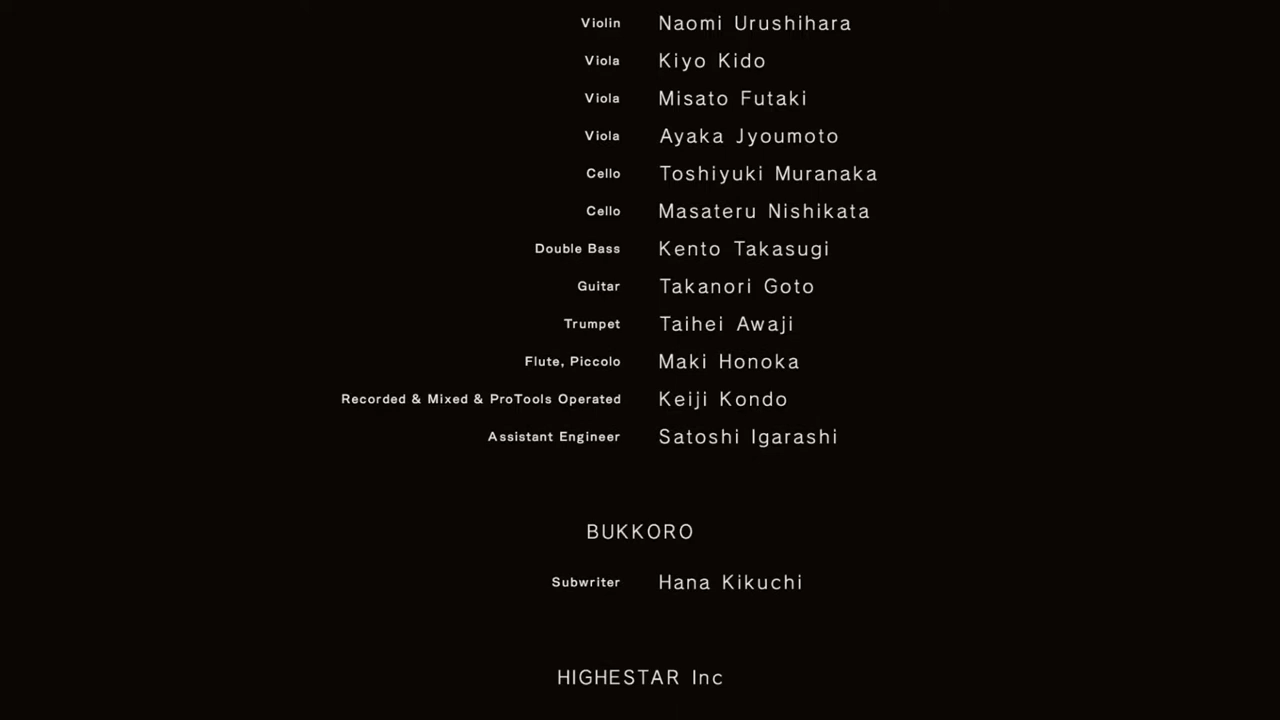 Violin Naomi Urushihara
Viola Kiyo Kido
Viola Misato Futaki
Viola Ayaka Jyoumoto
Cello Toshiyuki Muranaka
Cello Masateru Nishikata
Double Bass Kento Takasugi
Guitar Takanori Goto
Trumpet Taihei Awaji
Flute, Piccolo Maki Honoka
Recorded & Mixed & ProTools Operated Keiji Kondo
Assistant Engineer Satoshi Igarashi
BUKKORO
Subwriter Hana Kikuchi
HIGHESTAR Inc